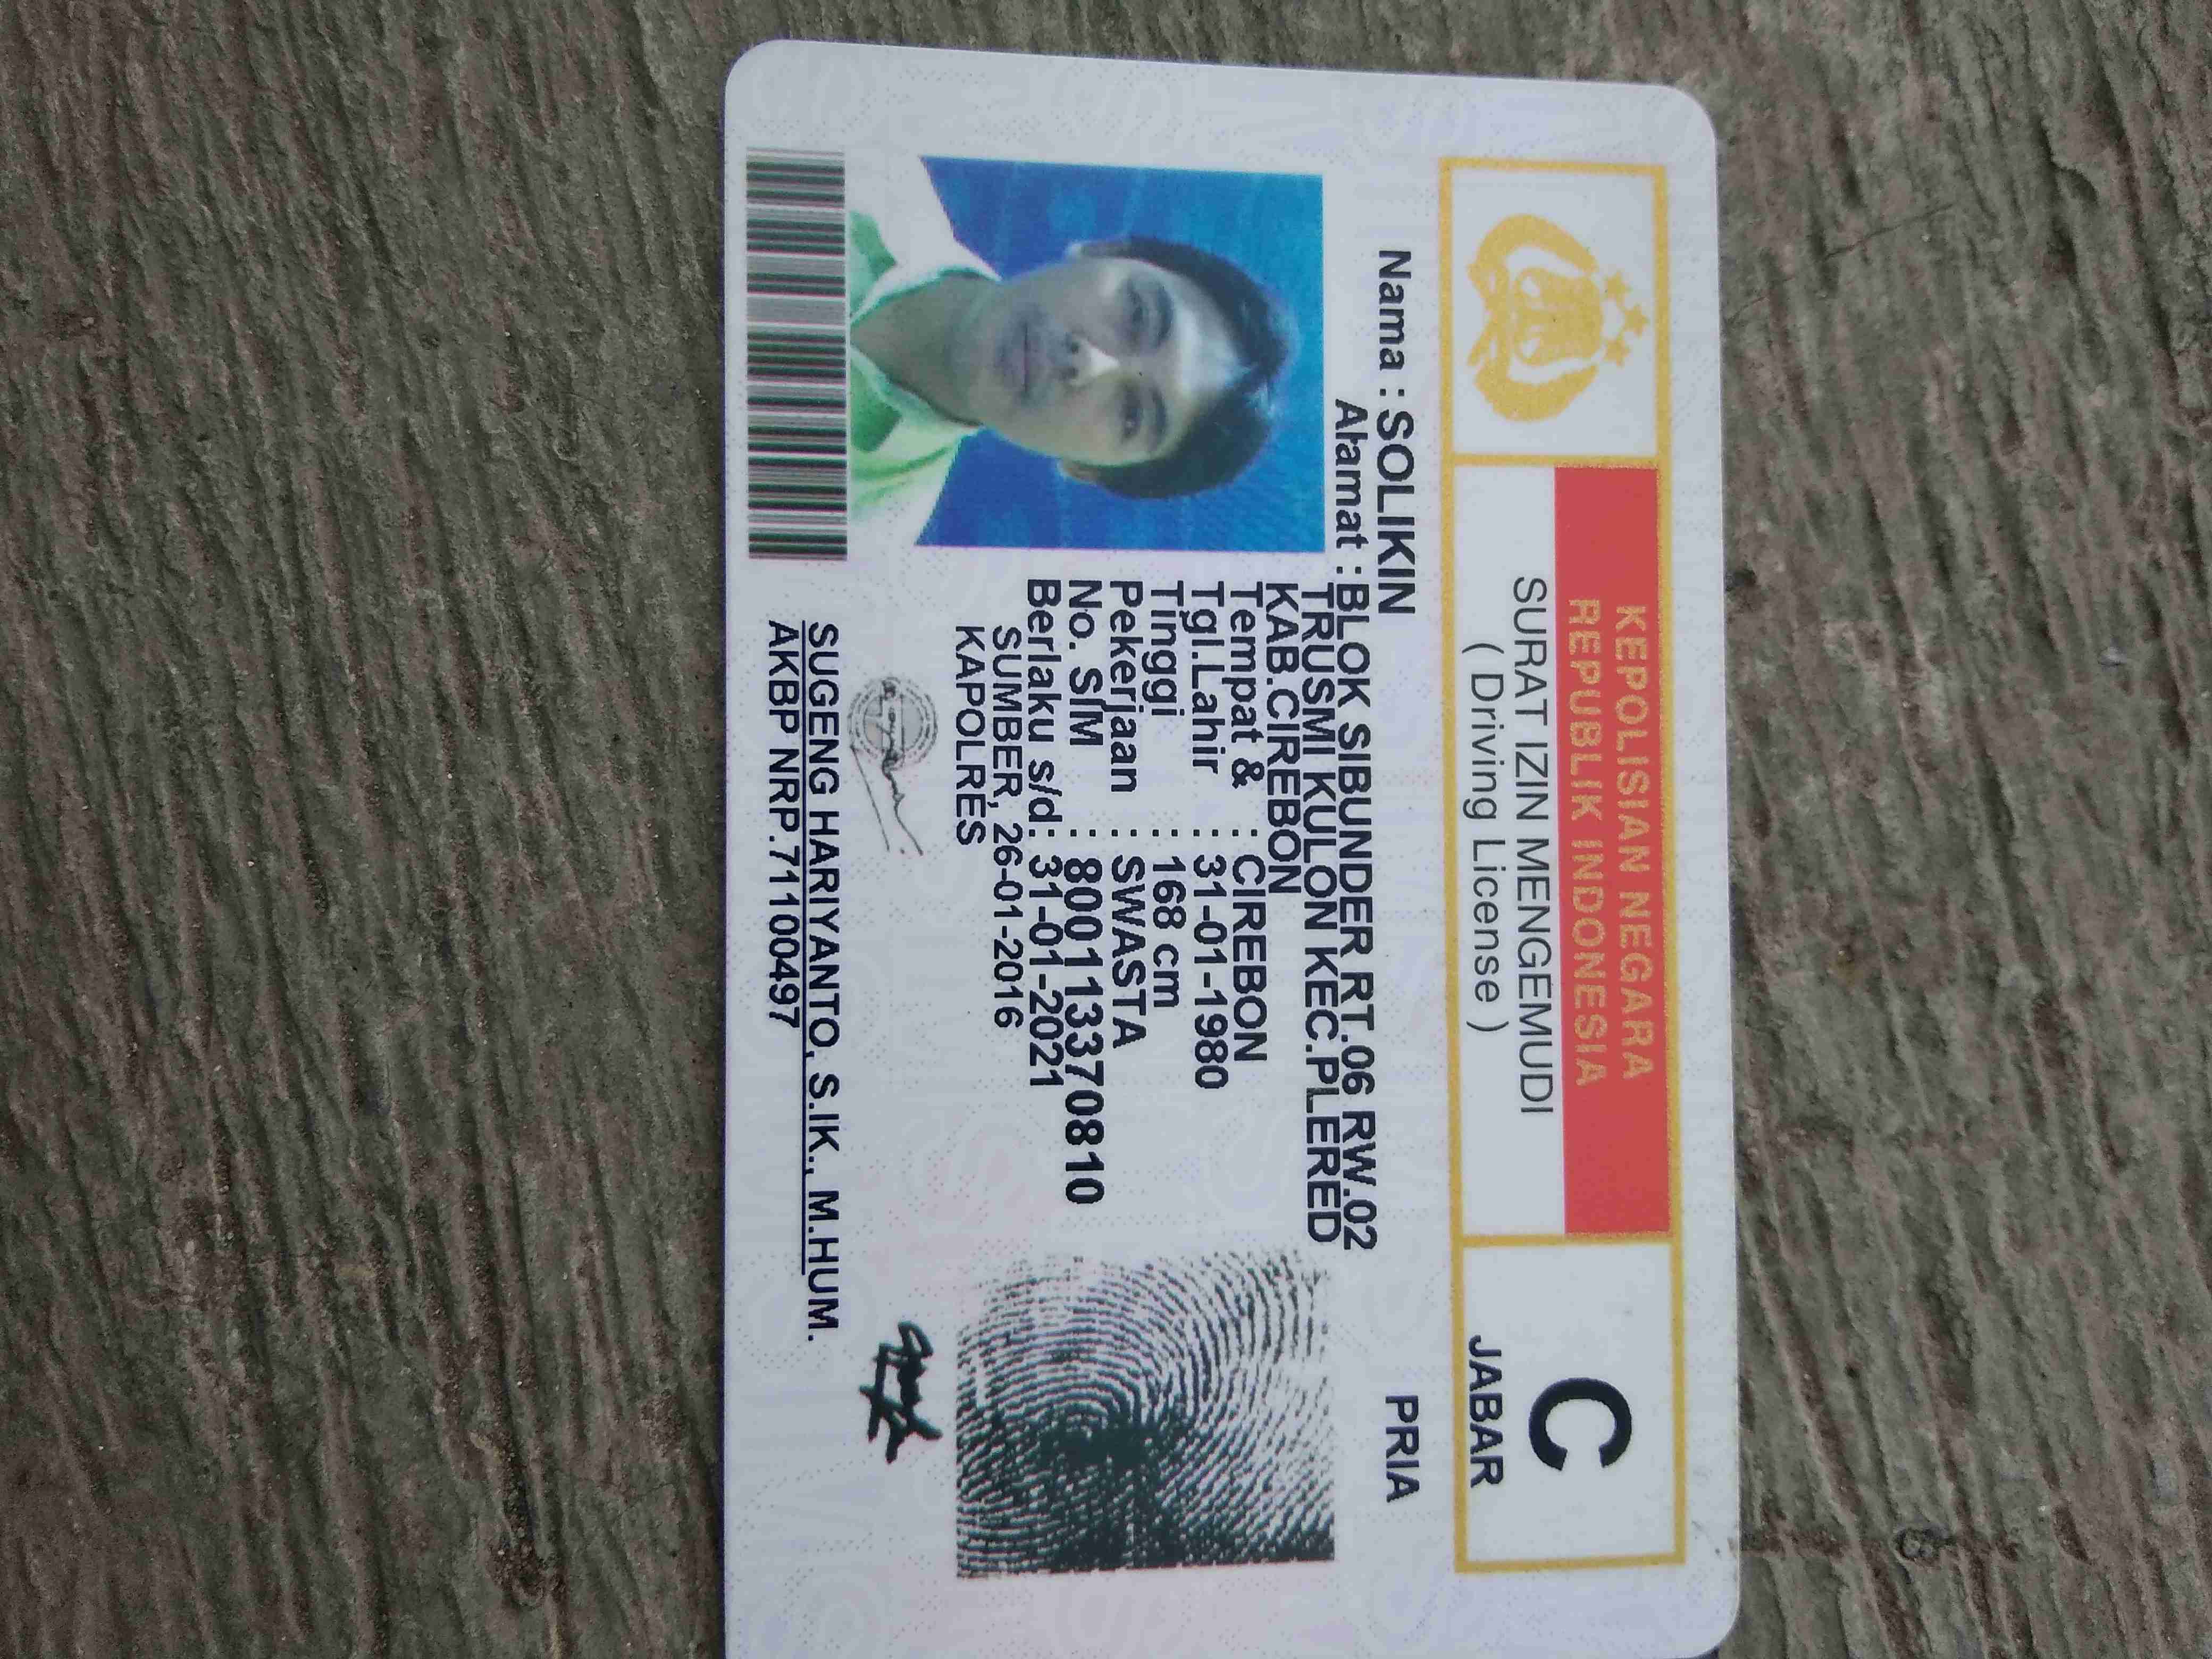 KEPOLISIAN NEGARA
REPUBLIK INDONESIA
SURAT IZIN MENGEMUDI
( Driving License )
C
JABAR
Nama : SOLIKIN
PRIA
Alamat : BLOK SIBUNDER RT.06 RW.02
TRUSMI KULON KEC.PLERED
KAB.CIREBON
Tempat & : CIREBON
Tgl.Lahir : 31-01-1980
Tinggi : 168 cm
Pekerjaan : SWASTA
No. SIM : 800113370810
Berlaku s/d : 31-01-2021
SUMBER, 26-01-2016
KAPOLRES
SUGENG HARIYANTO, S.IK., M.HUM.
AKBP NRP.71100497